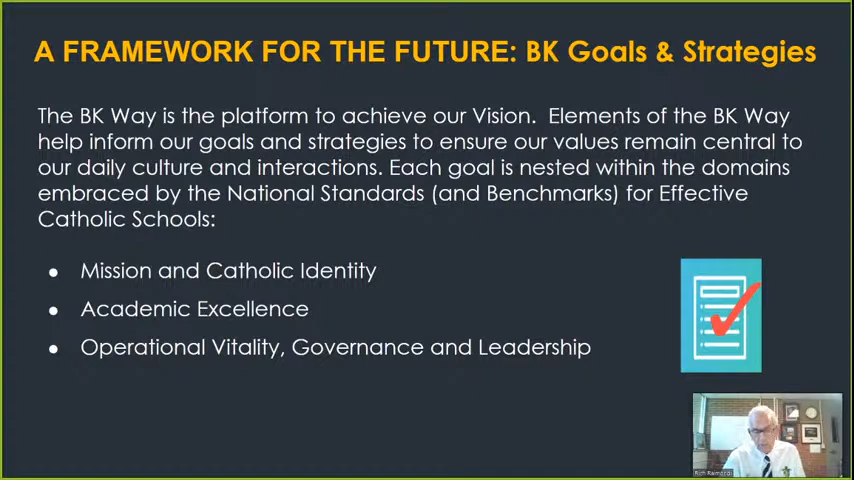 A FRAMEWORK FOR THE FUTURE: BK Goals & Strategies
The BK Way is the platform to achieve our Vision. Elements of the BK Way
help inform our goals and strategies to ensure our values remain central to
our daily culture and interactions. Each goal is nested within the domains
embraced by the National Standards (and Benchmarks) for Effective
Catholic Schools:
● Mission and Catholic Identity
● Academic Excellence
● Operational Vitality, Governance and Leadership